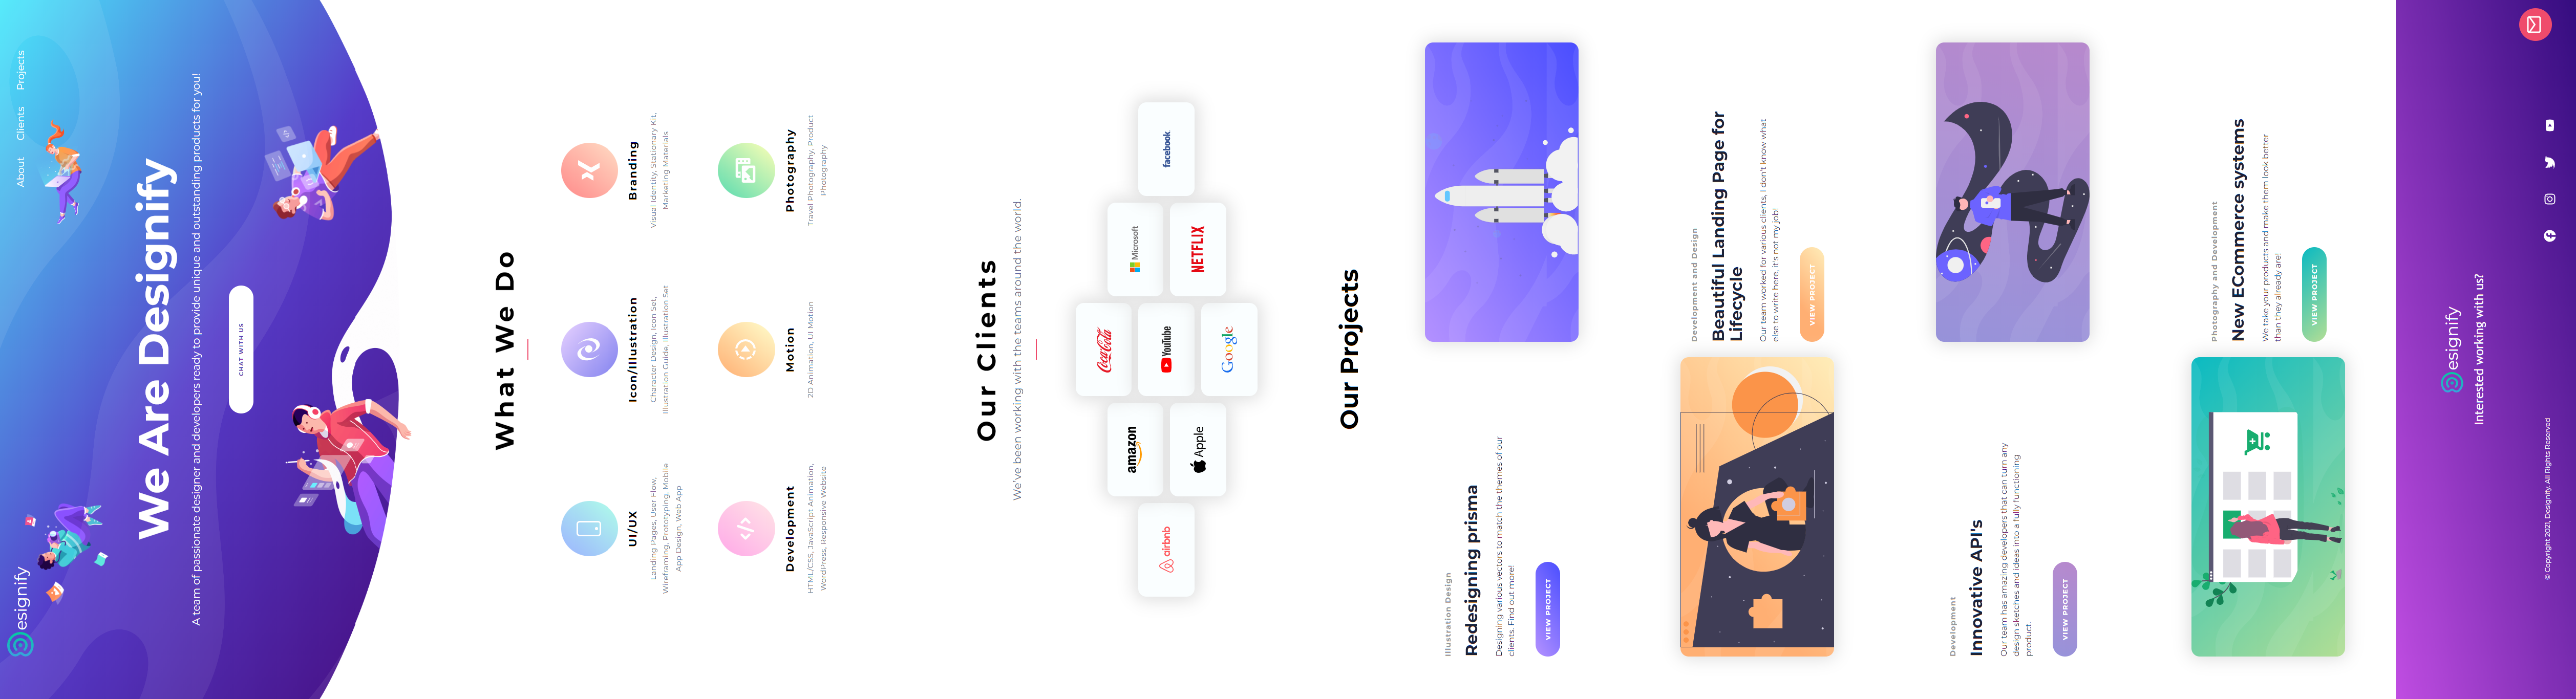 esignify
About Clients Projects
We Are Designify
A team of passionate designer and developers ready to provide unique and outstanding products for you!
CHAT WITH US
What We Do
UI/UX
Landing Pages, User Flow,
Wireframing, Prototyping, Mobile
App Design, Web App
Icon/Illustration
Character Design, Icon Set,
Illustration Guide, Illustration Set
Branding
Visual Identity, Stationary Kit,
Marketing Materials
Development
HTML/CSS, JavaScript Animation,
WordPress, Responsive Website
Motion
2D Animation, UI Motion
Photography
Travel Photography, Product
Photography
Our Clients
We've been working with the teams around the world.
Coca-Cola
amazon
Microsoft
airbnb
YouTube
facebook
Apple
NETFLIX
Google
Our Projects
Illustration Design
Redesigning prisma
Designing various vectors to match the themes of our
clients. Find out more!
VIEW PROJECT
Development and Design
Beautiful Landing Page for
Lifecycle
Our team worked for various clients, I don't know what
else to write here, it's not my job!
VIEW PROJECT
Development
Innovative API's
Our team has amazing developers that can turn any
design sketches and ideas into a fully functioning
product.
VIEW PROJECT
Photography and Development
New ECommerce systems
We take your products and make them look better
than they already are!
VIEW PROJECT
esignify
Interested working with us?
© Copyright 2021, Designify. All Rights Reserved